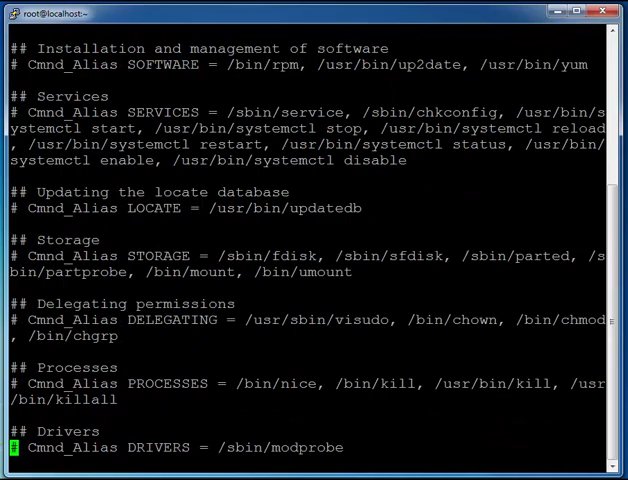 root@localhost:~
## Installation and management of software
# Cmnd_Alias SOFTWARE = /bin/rpm, /usr/bin/up2date, /usr/bin/yum
## Services
# Cmnd_Alias SERVICES = /sbin/service, /sbin/chkconfig, /usr/bin/s
ystemctl start, /usr/bin/systemctl stop, /usr/bin/systemctl reload
, /usr/bin/systemctl restart, /usr/bin/systemctl status, /usr/bin/
systemctl enable, /usr/bin/systemctl disable
## Updating the locate database
# Cmnd_Alias LOCATE = /usr/bin/updatedb
## Storage
# Cmnd_Alias STORAGE = /sbin/fdisk, /sbin/sfdisk, /sbin/parted, /s
bin/partprobe, /bin/mount, /bin/umount
## Delegating permissions
# Cmnd_Alias DELEGATING = /usr/sbin/visudo, /bin/chown, /bin/chmod
, /bin/chgrp
## Processes
# Cmnd_Alias PROCESSES = /bin/nice, /bin/kill, /usr/bin/kill, /usr
/bin/killall
## Drivers
# Cmnd_Alias DRIVERS = /sbin/modprobe